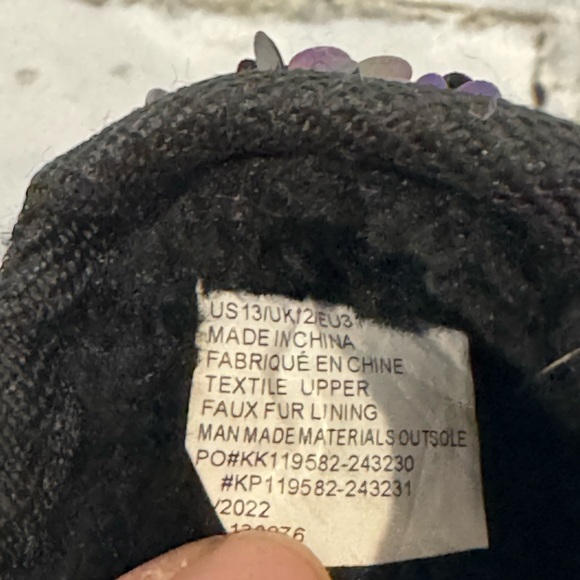 US13/UK12/EU31
MADE IN CHINA
FABRIQUÉ EN CHINE
TEXTILE UPPER
FAUX FUR LINING
MAN MADE MATERIALS OUTSOLE
PO#KK119582-243230
#KP119582-243231
/2022